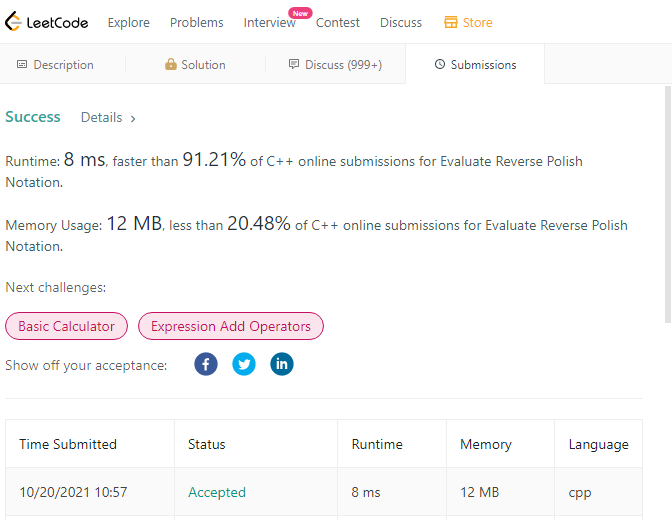 LeetCode Explore Problems Interview New Contest Discuss Store
Description Solution Discuss (999+) Submissions
Success Details >
Runtime: 8 ms, faster than 91.21% of C++ online submissions for Evaluate Reverse Polish
Notation.
Memory Usage: 12 MB, less than 20.48% of C++ online submissions for Evaluate Reverse Polish
Notation.
Next challenges:
Basic Calculator Expression Add Operators
Show off your acceptance: f in
Time Submitted Status Runtime Memory Language
10/20/2021 10:57 Accepted 8 ms 12 MB cpp